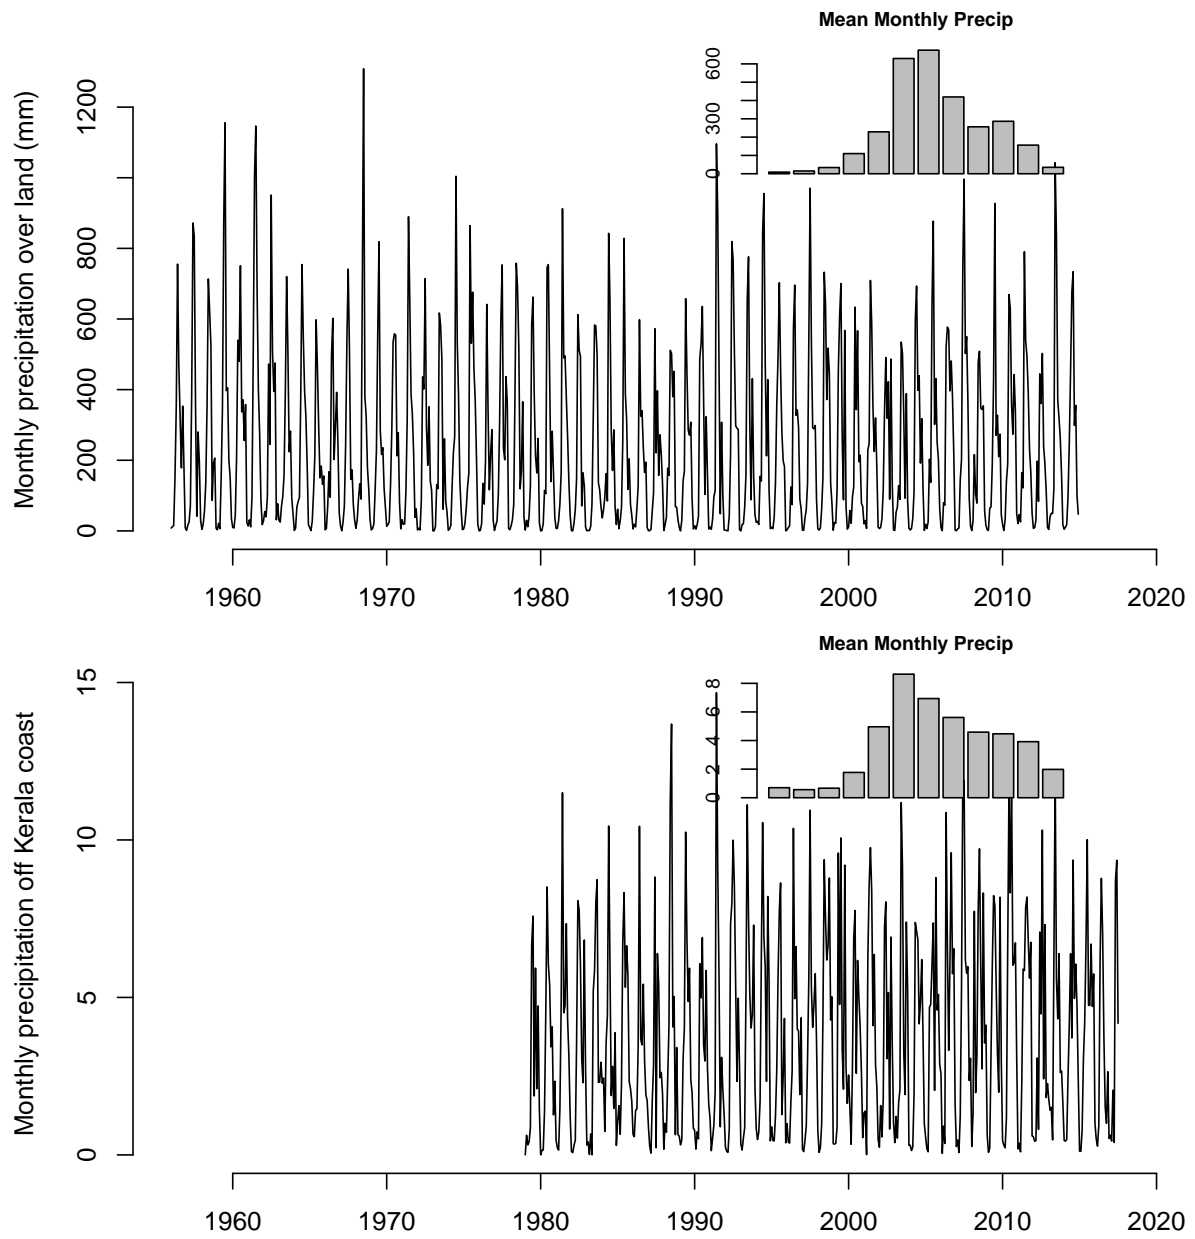 Mean Monthly Precip
Monthly precipitation over land (mm)
0 200 400 600 800 1200
0 300 600
1960 1970 1980 1990 2000 2010 2020
Mean Monthly Precip
Monthly precipitation off Kerala coast
0 5 10 15
0 2 4 6 8
1960 1970 1980 1990 2000 2010 2020